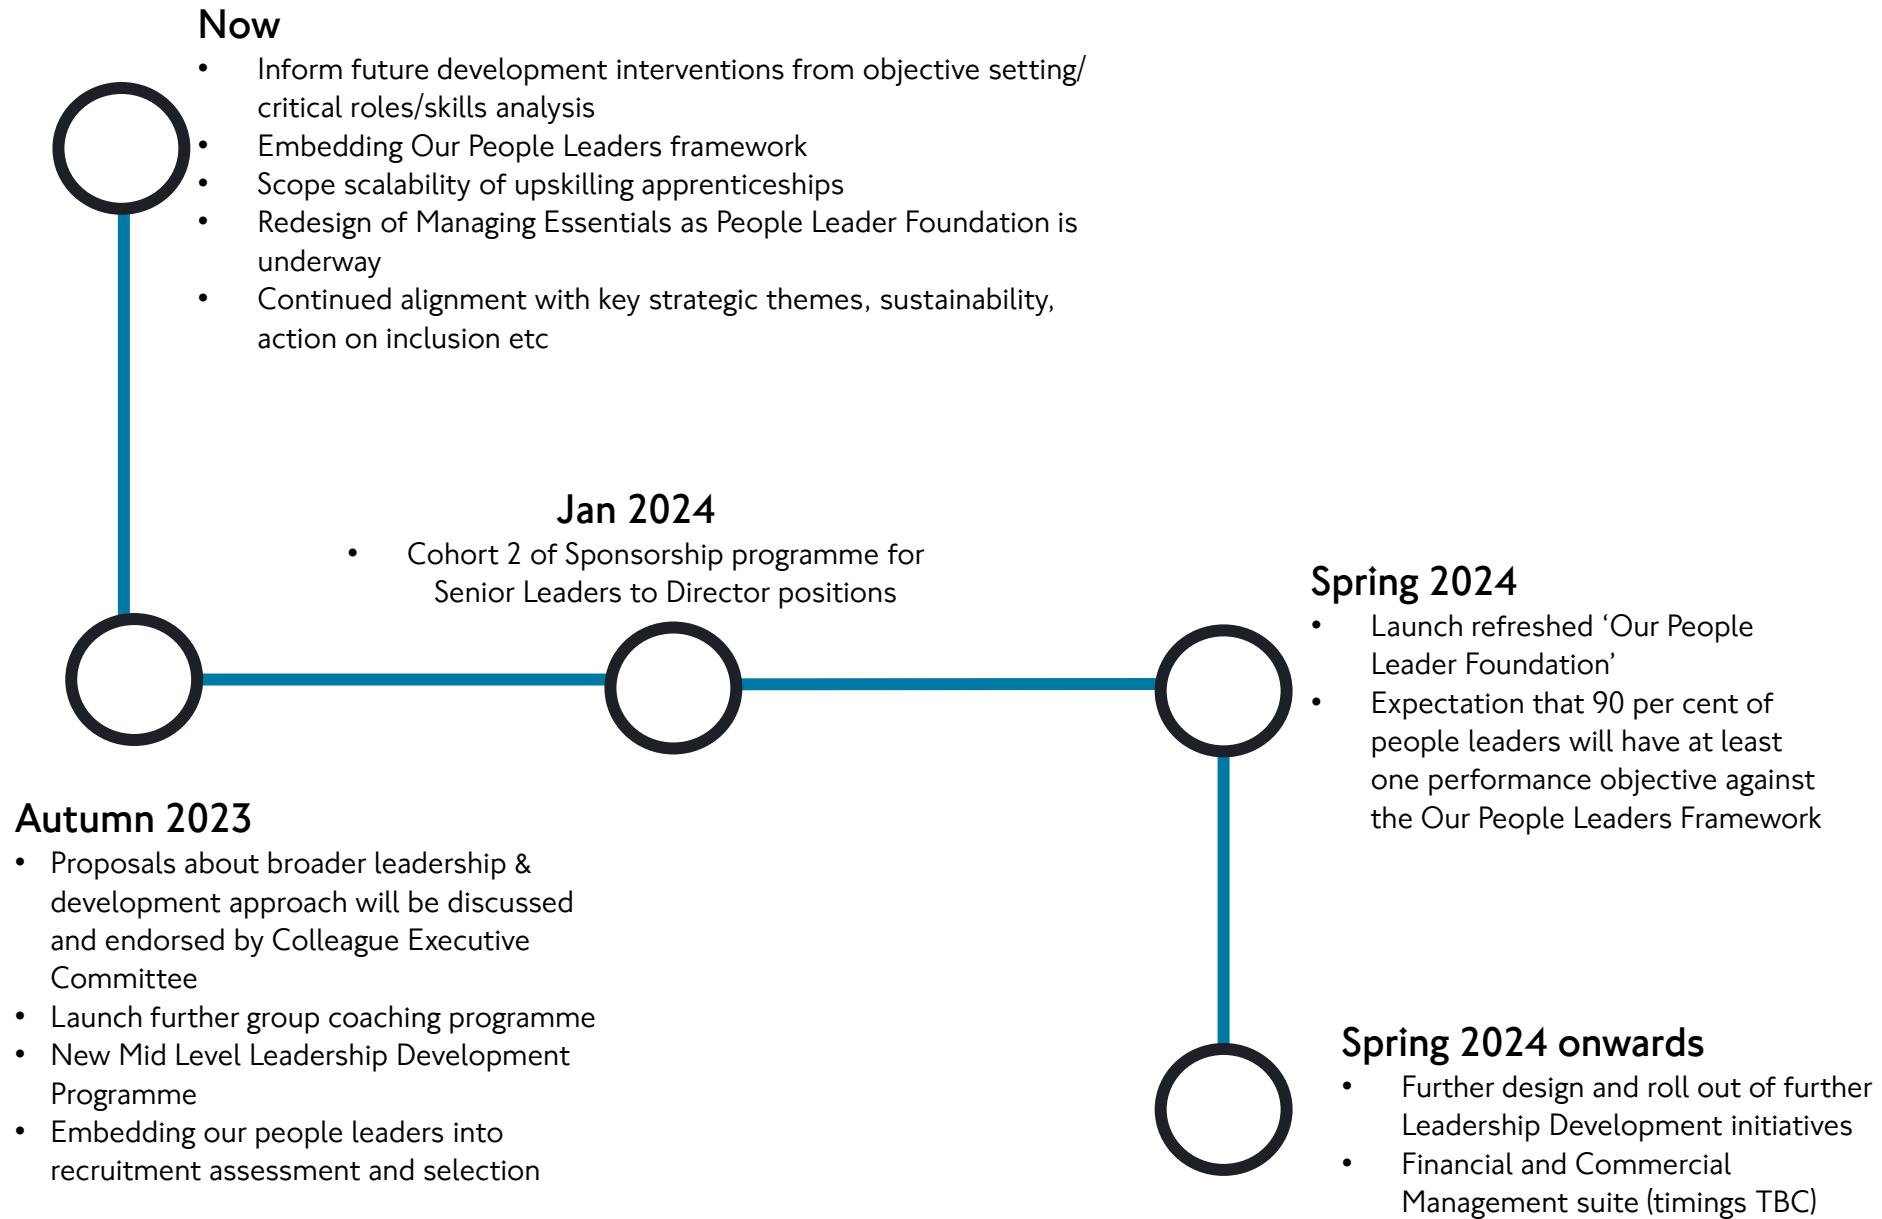 Now
• Inform future development interventions from objective setting/
critical roles/skills analysis
• Embedding Our People Leaders framework
• Scope scalability of upskilling apprenticeships
• Redesign of Managing Essentials as People Leader Foundation is
underway
• Continued alignment with key strategic themes, sustainability,
action on inclusion etc
Autumn 2023
• Proposals about broader leadership &
development approach will be discussed
and endorsed by Colleague Executive
Committee
• Launch further group coaching programme
• New Mid Level Leadership Development
Programme
• Embedding our people leaders into
recruitment assessment and selection
Jan 2024
• Cohort 2 of Sponsorship programme for
Senior Leaders to Director positions
Spring 2024
• Launch refreshed ‘Our People
Leader Foundation’
• Expectation that 90 per cent of
people leaders will have at least
one performance objective against
the Our People Leaders Framework
Spring 2024 onwards
• Further design and roll out of further
Leadership Development initiatives
• Financial and Commercial
Management suite (timings TBC)